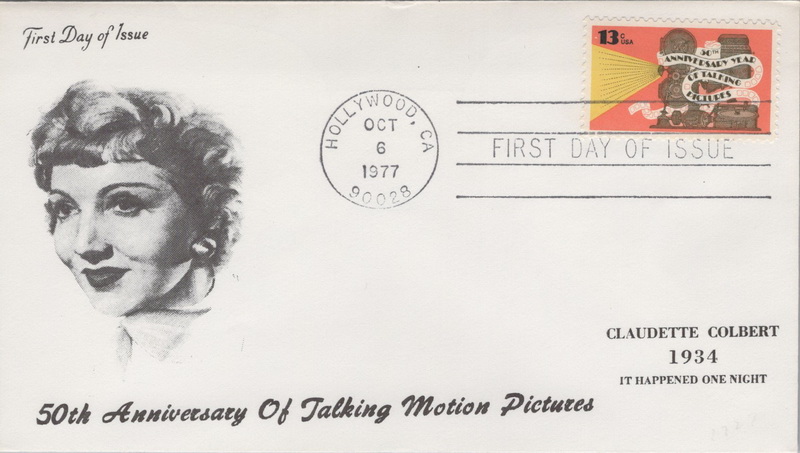 First Day of Issue
13c
USA
50TH
ANNIVERSARY YEAR
OF TALKING
PICTURES
HOLLYWOOD, CA
OCT
6
1977
90028
FIRST DAY OF ISSUE
CLAUDETTE COLBERT
1934
IT HAPPENED ONE NIGHT
50th Anniversary Of Talking Motion Pictures